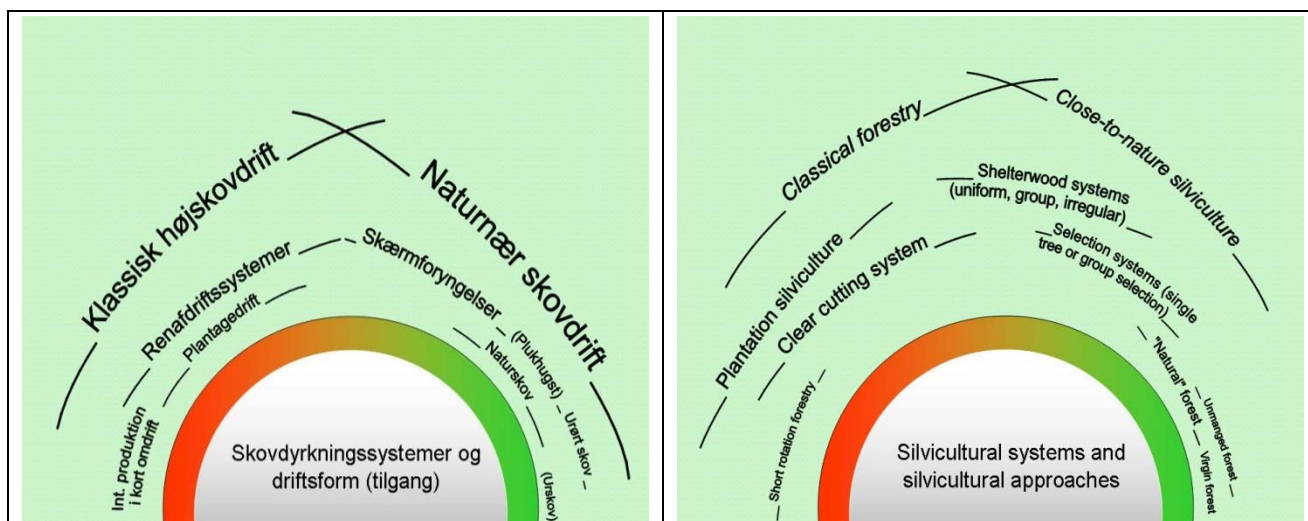 Klassisk højskovdrift
Naturnær skovdrift
Renafdriftssystemer
Skærmforyngelser
(Plukhugst)
Plantagedrift
Naturskov
Urørt skov
Int. produktion
i kort omdrift
(Urskov)
Skovdyrkningssystemer og
driftsform (tilgang)
Classical forestry
Close-to-nature silviculture
Shelterwood systems
(uniform, group, irregular)
Plantation silviculture
Clear cutting system
Selection systems (single
tree or group selection)
Short rotation forestry
"Natural" forest
Virgin forest
Unmanged forest
Silvicultural systems and
silvicultural approaches